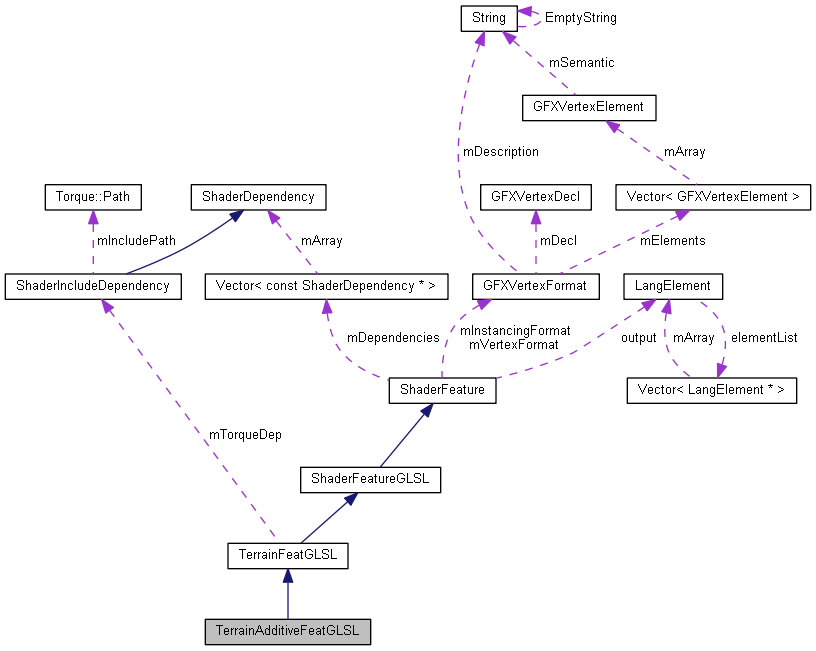 String
EmptyString
mSemantic
GFXVertexElement
mDescription
mArray
Torque::Path
ShaderDependency
GFXVertexDecl
Vector< GFXVertexElement >
mIncludePath
mArray
mDecl
mElements
ShaderIncludeDependency
Vector< const ShaderDependency * >
GFXVertexFormat
LangElement
mDependencies
mInstancingFormat
mVertexFormat
output
mArray
elementList
ShaderFeature
Vector< LangElement * >
mTorqueDep
ShaderFeatureGLSL
TerrainFeatGLSL
TerrainAdditiveFeatGLSL